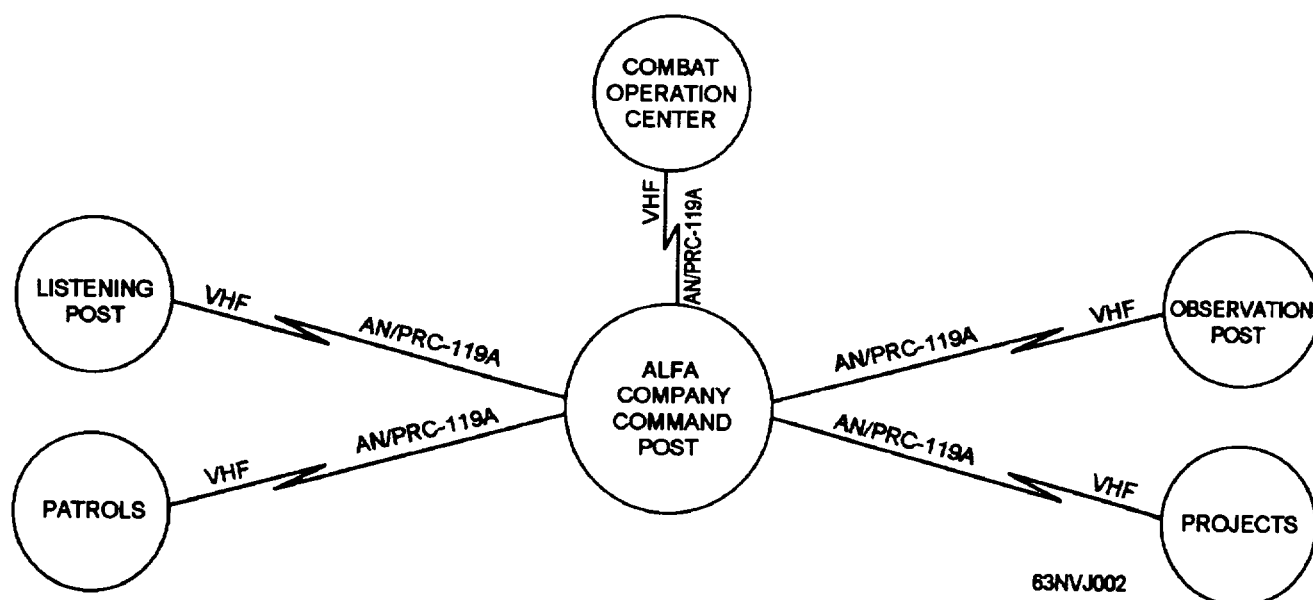 COMBAT
OPERATION
CENTER
VHF
AN/PRC-119A
LISTENING
POST
VHF
AN/PRC-119A
OBSERVATION
POST
VHF
AN/PRC-119A
ALFA
COMPANY
COMMAND
POST
PATROLS
VHF
AN/PRC-119A
AN/PRC-119A
VHF
PROJECTS
63NVJ002